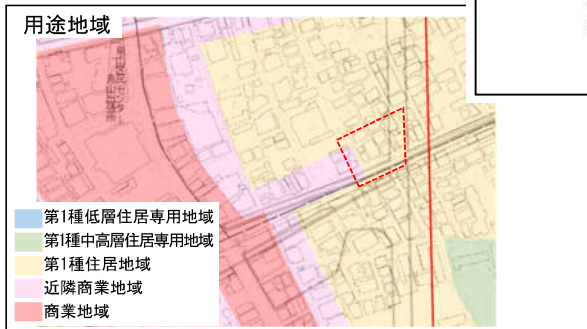 用途地域
第1種低層住居専用地域
第1種中高層住居専用地域
第1種住居地域
近隣商業地域
商業地域